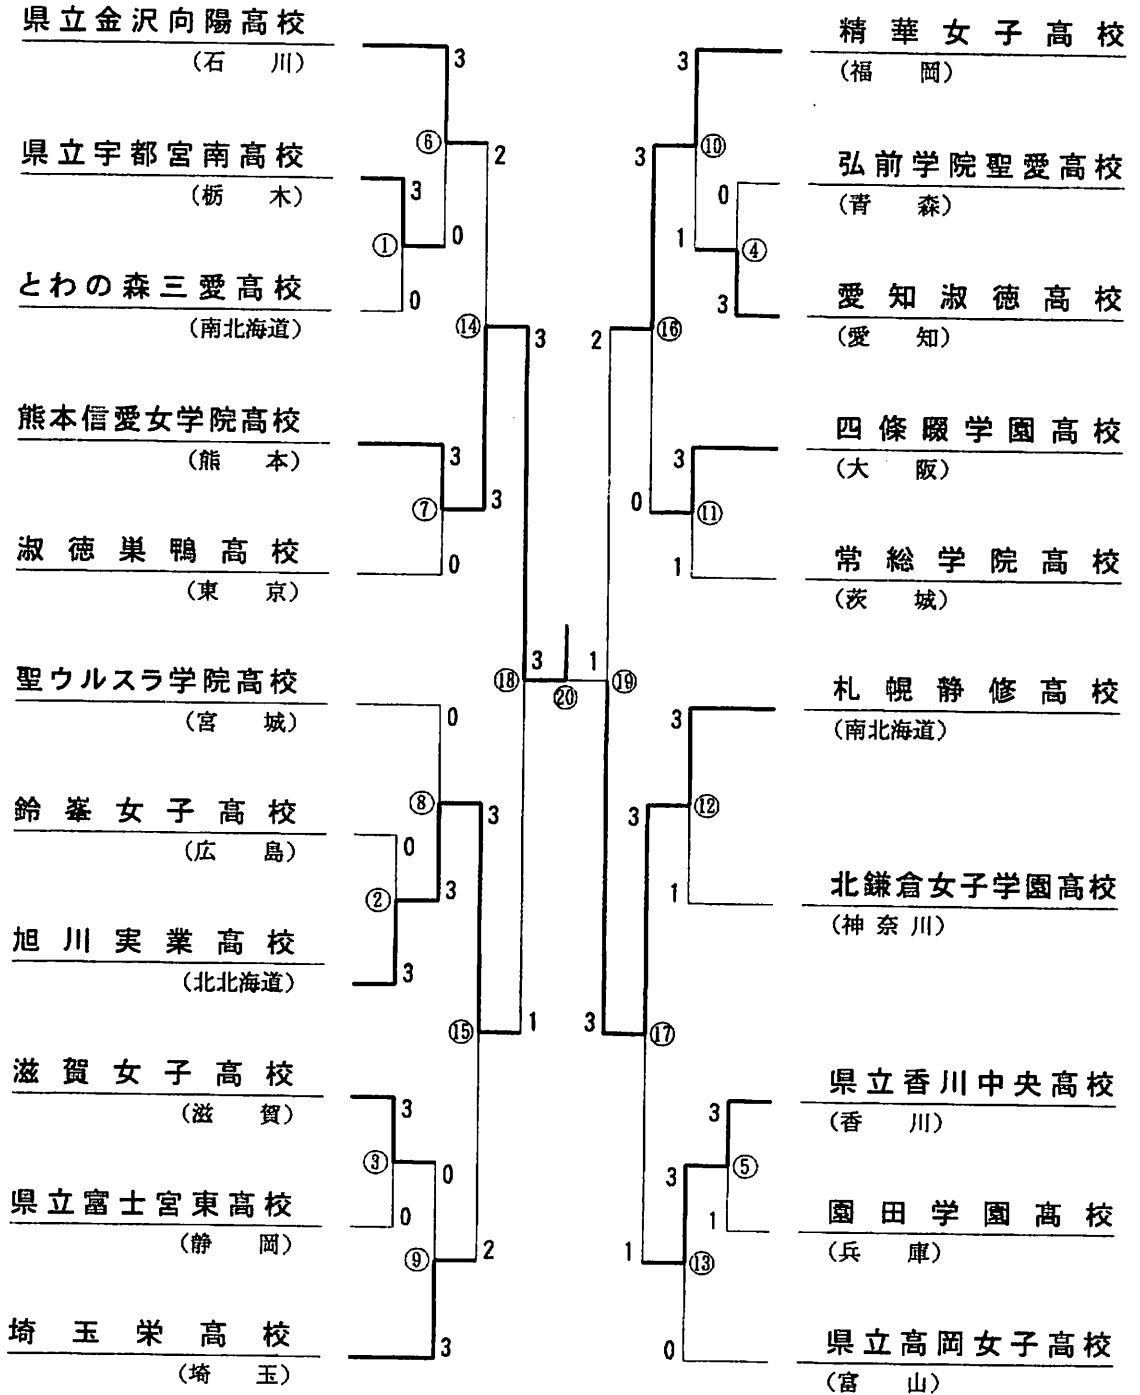 県立金沢向陽高校
(石 川)
3
⑥
2
県立宇都宮南高校
(栃 木)
3
①
0
とわの森三愛高校
(南北海道)
0
⑭
3
熊本信愛女学院高校
(熊 本)
3
⑦
3
淑徳巣鴨高校
(東 京)
0
⑱
3
聖ウルスラ学院高校
(宮 城)
0
⑧
3
鈴峯女子高校
(広 島)
0
②
3
旭川実業高校
(北北海道)
3
⑮
1
滋賀女子高校
(滋 賀)
3
③
0
県立富士宮東高校
(静 岡)
0
⑨
2
埼玉栄高校
(埼 玉)
3
⑳
精華女子高校
(福 岡)
3
3
⑩
弘前学院聖愛高校
(青 森)
0
1
④
愛知淑徳高校
(愛 知)
3
2
⑯
四條畷学園高校
(大 阪)
3
0
⑪
常総学院高校
(茨 城)
1
1
⑲
札幌静修高校
(南北海道)
3
3
⑫
北鎌倉女子学園高校
(神奈川)
1
3
⑰
県立香川中央高校
(香 川)
3
3
⑤
園田学園高校
(兵 庫)
1
1
⑬
県立高岡女子高校
(富 山)
0